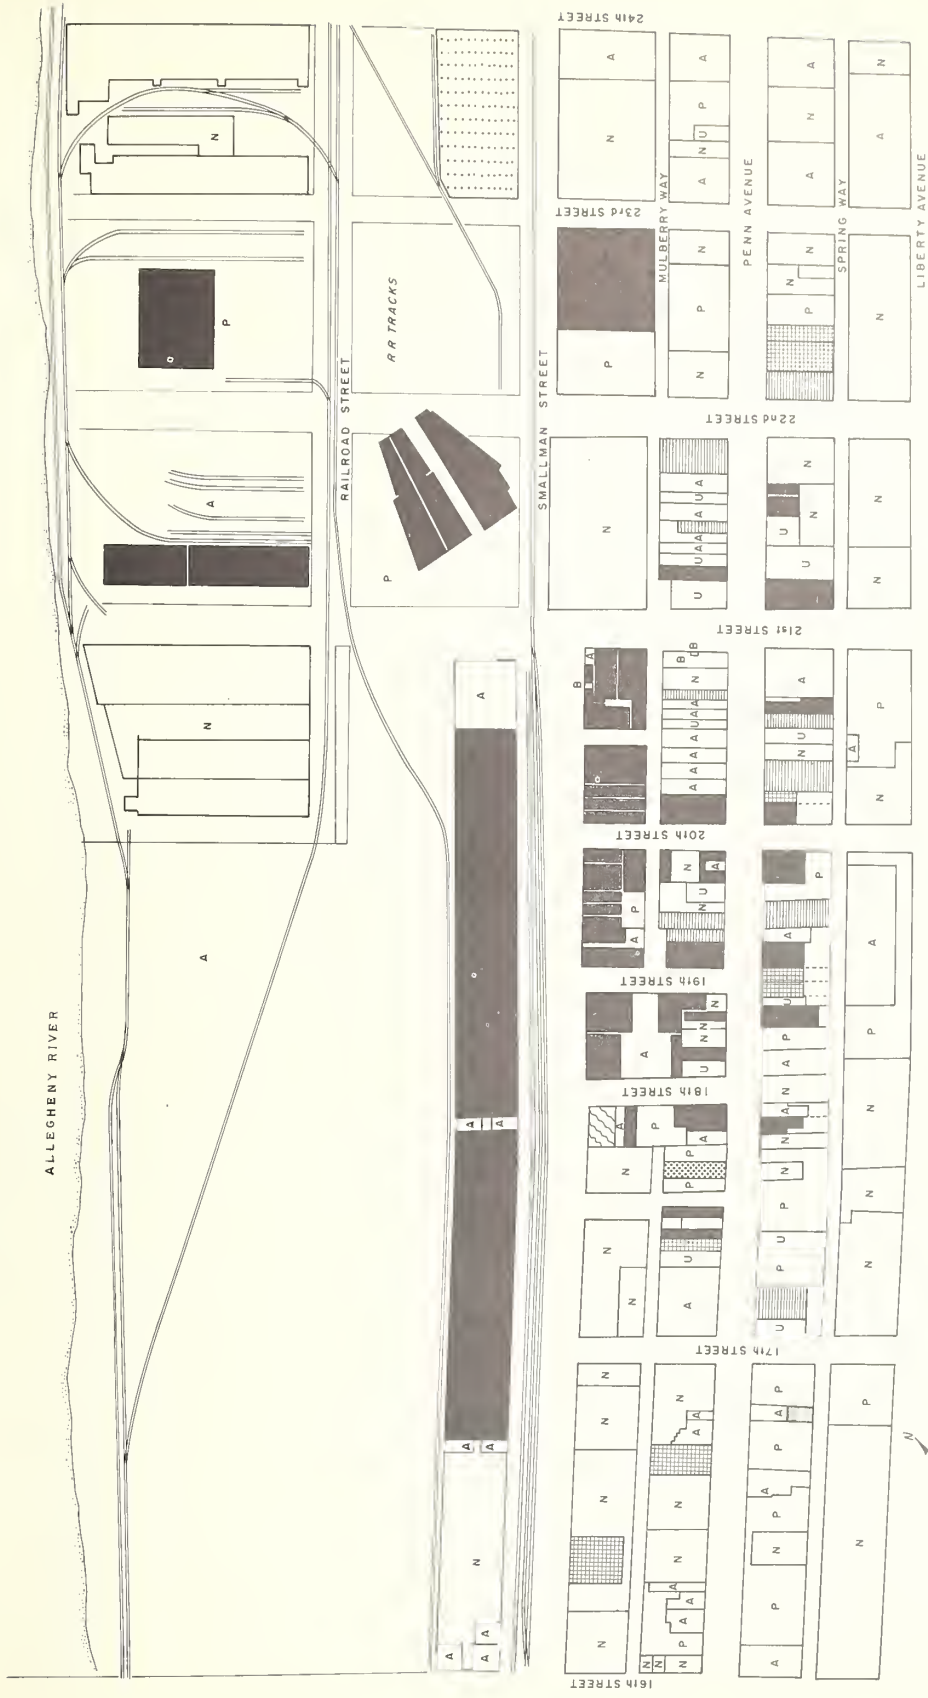 ALLEGHENY RIVER
RAILROAD STREET
RR TRACKS
SMALLMAN STREET
MULBERRY WAY
PENN AVENUE
SPRING WAY
LIBERTY AVENUE
24th STREET
23rd STREET
22nd STREET
21st STREET
20th STREET
19th STREET
18th STREET
17th STREET
16th STREET
N
P
A
N
A
P
A
A
A
A
A
N
A
A
A
A
N
P
N
B
A
P
A
A
N
N
N
N
N
N
N
N
A
P
U
N
A
N
P
N
A
U
A
A
A
U
U
B
B
N
A
A
U
A
A
A
A
A
N
A
U
N
N
N
N
U
A
P
A
P
P
U
A
N
A
A
N
N
A
A
P
N
N
N
A
N
A
N
N
P
N
U
N
U
A
U
N
P
A
U
P
A
N
A
N
N
P
U
P
U
P
A
P
A
P
N
P
A
N
A
N
N
N
P
A
N
A
P
N
N
N
P
N
N